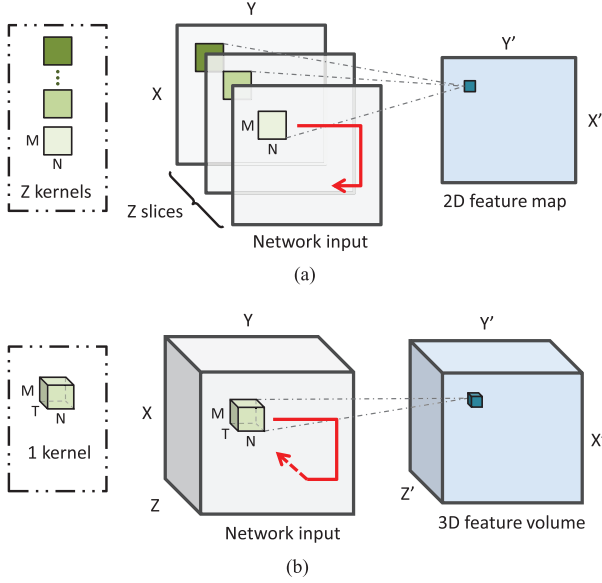 Y
Y'
X
X'
M
N
M
N
Z kernels
Z slices
2D feature map
Network input
(a)
Y
Y'
M
T
N
X
M
T
N
X
1 kernel
Z
Z'
Network input
3D feature volume
(b)